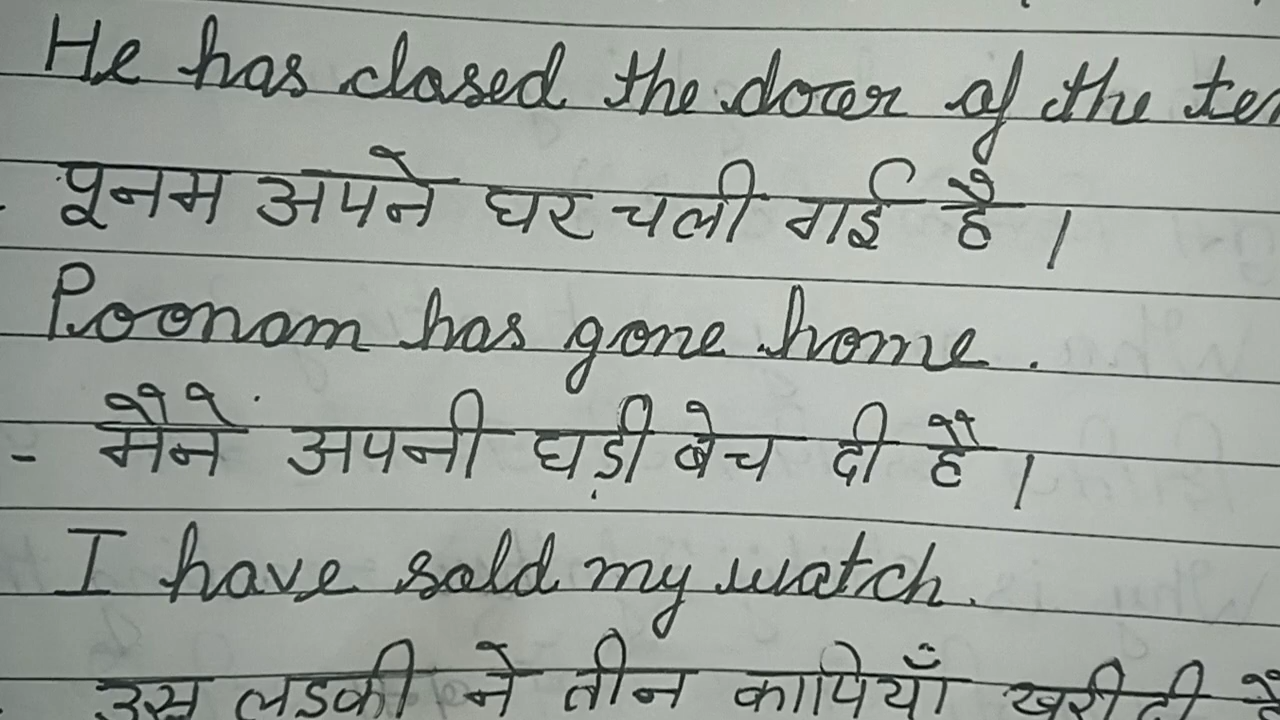 He has closed the door of the
पूनम अपने घर चली गई है ।
Poonam has gone home.
- मैंने अपनी घड़ी बेच दी है ।
I have sold my watch.
उस लडकी ने तीन कापियाँ खरीदी है